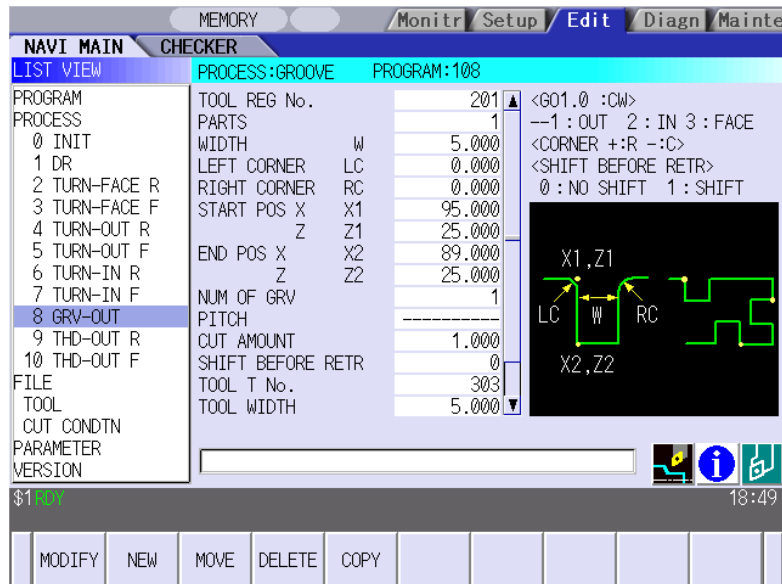 MEMORY
Monitr Setup Edit Diagn Mainte
NAVI MAIN CHECKER
LIST VIEW
PROCESS:GROOVE PROGRAM:108
PROGRAM
PROCESS
0 INIT
1 DR
2 TURN-FACE R
3 TURN-FACE F
4 TURN-OUT R
5 TURN-OUT F
6 TURN-IN R
7 TURN-IN F
8 GRV-OUT
9 THD-OUT R
10 THD-OUT F
FILE
TOOL
CUT CONDTN
PARAMETER
VERSION
TOOL REG No. 201
PARTS 1
WIDTH W 5.000
LEFT CORNER LC 0.000
RIGHT CORNER RC 0.000
START POS X X1 95.000
Z Z1 25.000
END POS X X2 89.000
Z Z2 25.000
NUM OF GRV 1
PITCH ----------
CUT AMOUNT 1.000
SHIFT BEFORE RETR 0
TOOL T No. 303
TOOL WIDTH 5.000
<GO1.0 :CW>
--1:OUT 2:IN 3:FACE
<CORNER +:R -:C>
<SHIFT BEFORE RETR>
0:NO SHIFT 1:SHIFT
X1,Z1
LC W RC
X2,Z2
i
$1 RDY 18:49
MODIFY NEW MOVE DELETE COPY